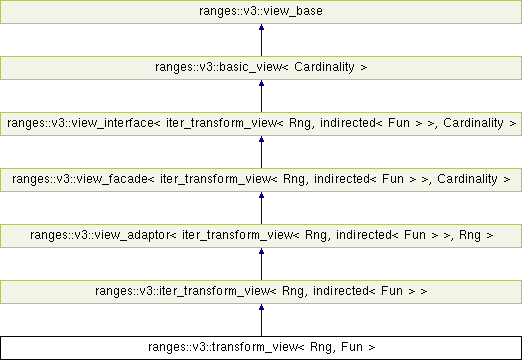 ranges::v3::view_base
ranges::v3::basic_view< Cardinality >
ranges::v3::view_interface< iter_transform_view< Rng, indirected< Fun > >, Cardinality >
ranges::v3::view_facade< iter_transform_view< Rng, indirected< Fun > >, Cardinality >
ranges::v3::view_adaptor< iter_transform_view< Rng, indirected< Fun > >, Rng >
ranges::v3::iter_transform_view< Rng, indirected< Fun > >
ranges::v3::transform_view< Rng, Fun >